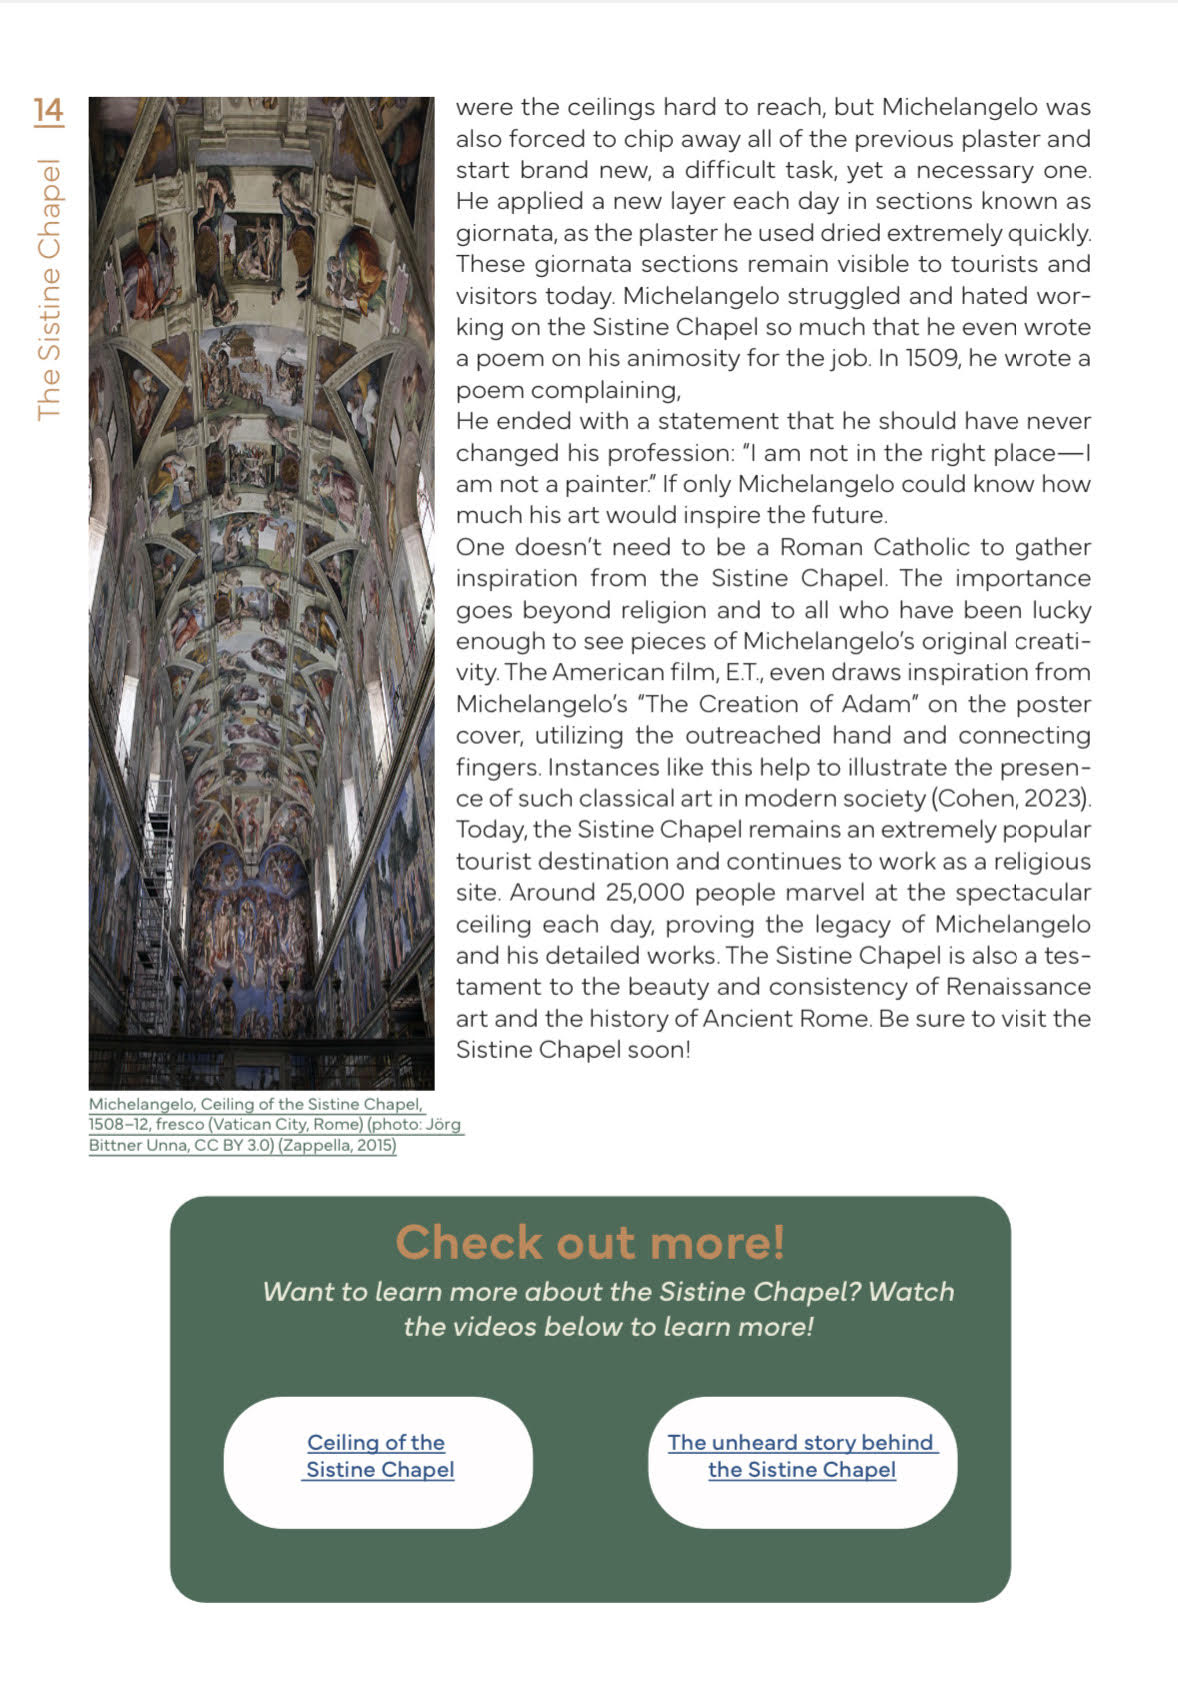 14
The Sistine Chapel
were the ceilings hard to reach, but Michelangelo was
also forced to chip away all of the previous plaster and
start brand new, a difficult task, yet a necessary one.
He applied a new layer each day in sections known as
giornata, as the plaster he used dried extremely quickly.
These giornata sections remain visible to tourists and
visitors today. Michelangelo struggled and hated wor-
king on the Sistine Chapel so much that he even wrote
a poem on his animosity for the job. In 1509, he wrote a
poem complaining,
He ended with a statement that he should have never
changed his profession: “I am not in the right place—I
am not a painter.” If only Michelangelo could know how
much his art would inspire the future.
One doesn’t need to be a Roman Catholic to gather
inspiration from the Sistine Chapel. The importance
goes beyond religion and to all who have been lucky
enough to see pieces of Michelangelo’s original creati-
vity. The American film, E.T., even draws inspiration from
Michelangelo’s “The Creation of Adam” on the poster
cover, utilizing the outreached hand and connecting
fingers. Instances like this help to illustrate the presen-
ce of such classical art in modern society (Cohen, 2023).
Today, the Sistine Chapel remains an extremely popular
tourist destination and continues to work as a religious
site. Around 25,000 people marvel at the spectacular
ceiling each day, proving the legacy of Michelangelo
and his detailed works. The Sistine Chapel is also a tes-
tament to the beauty and consistency of Renaissance
art and the history of Ancient Rome. Be sure to visit the
Sistine Chapel soon!
Michelangelo, Ceiling of the Sistine Chapel,
1508–12, fresco (Vatican City, Rome) (photo: Jörg
Bittner Unna, CC BY 3.0) (Zappella, 2015)
Check out more!
Want to learn more about the Sistine Chapel? Watch
the videos below to learn more!
Ceiling of the
Sistine Chapel
The unheard story behind
the Sistine Chapel